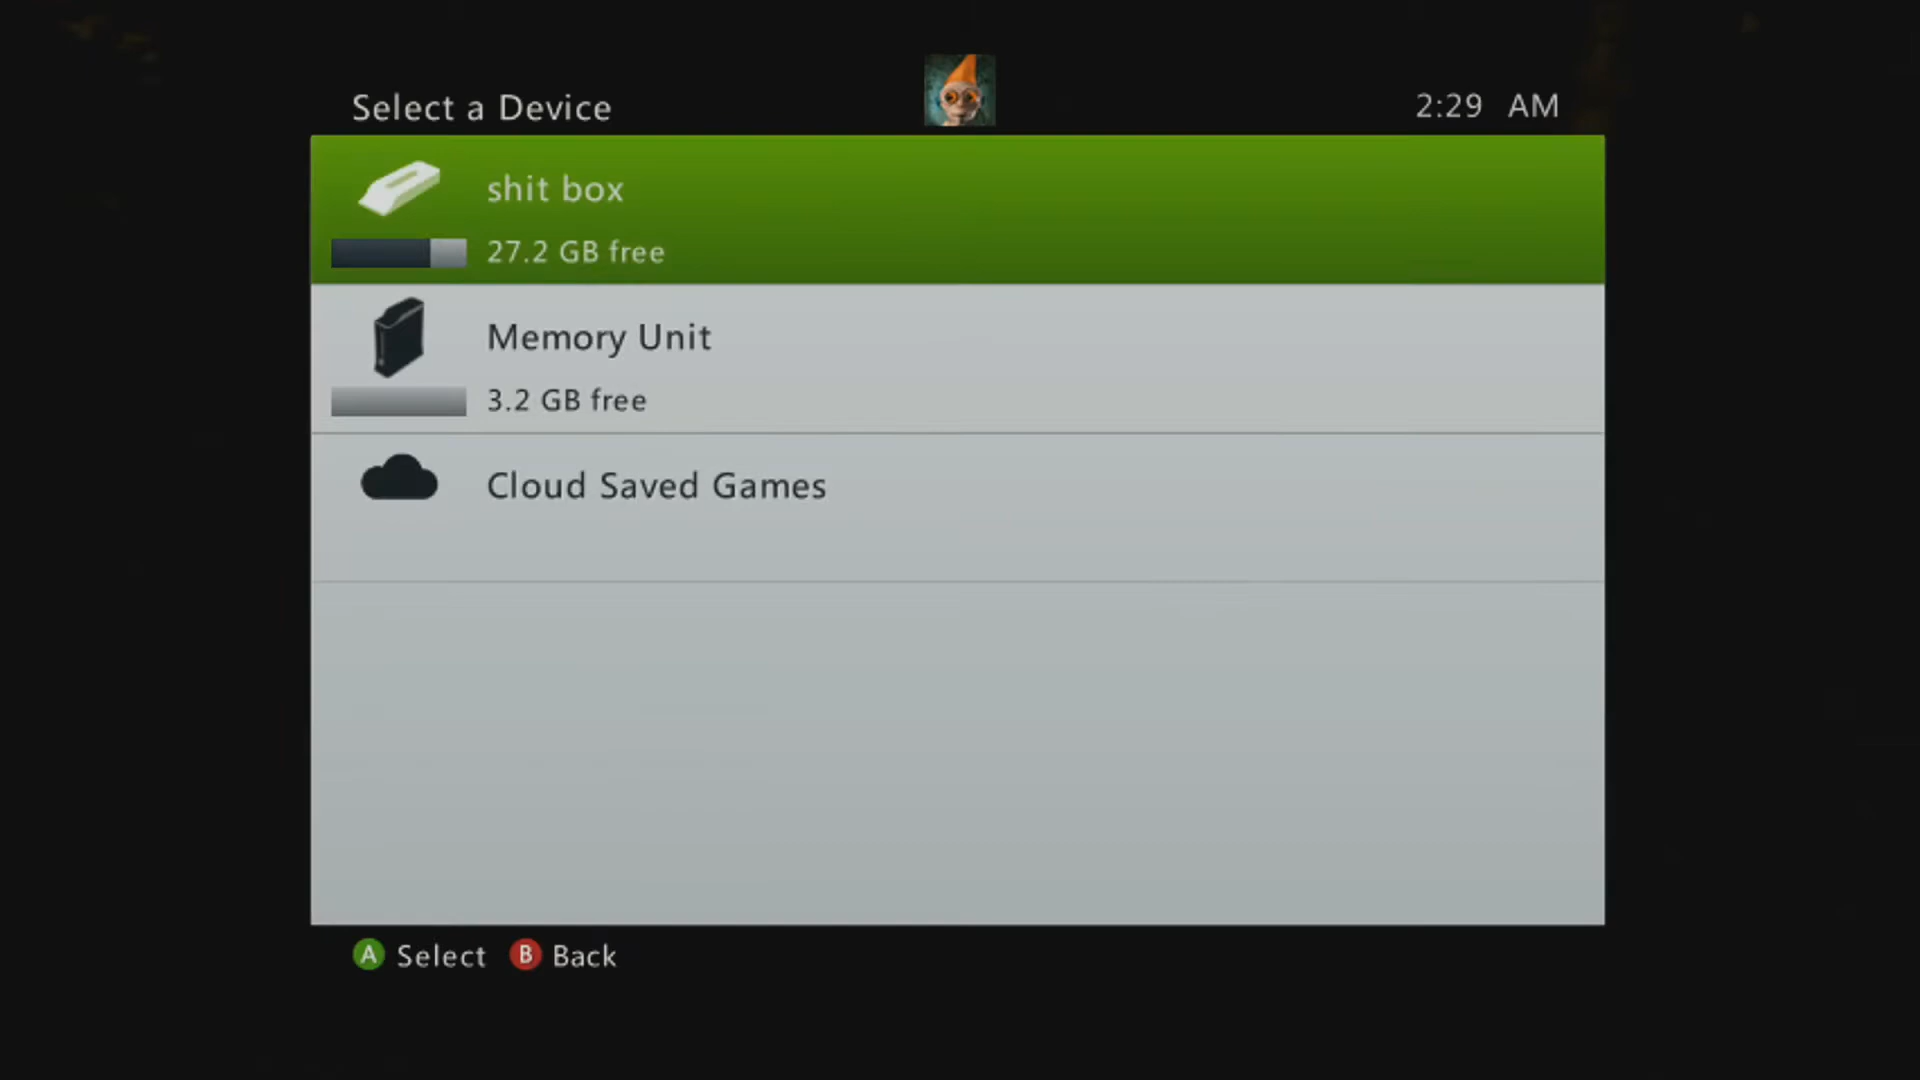 Select a Device
2:29 AM
shit box
27.2 GB free
Memory Unit
3.2 GB free
Cloud Saved Games
A Select B Back